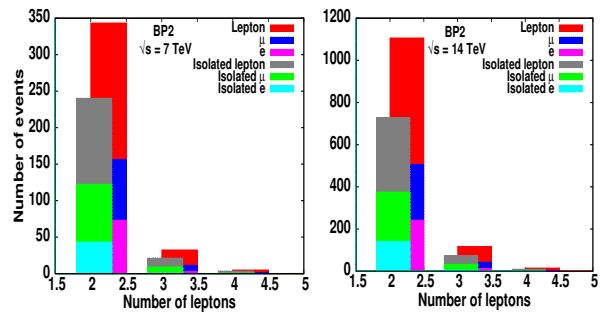 Number of events
350
300
250
200
150
100
50
0
BP2
√s = 7 TeV
Lepton
μ
e
Isolated lepton
Isolated μ
Isolated e
1.5 2 2.5 3 3.5 4 4.5 5
Number of leptons
Number of events
1200
1000
800
600
400
200
0
BP2
√s = 14 TeV
Lepton
μ
e
Isolated lepton
Isolated μ
Isolated e
1.5 2 2.5 3 3.5 4 4.5 5
Number of leptons